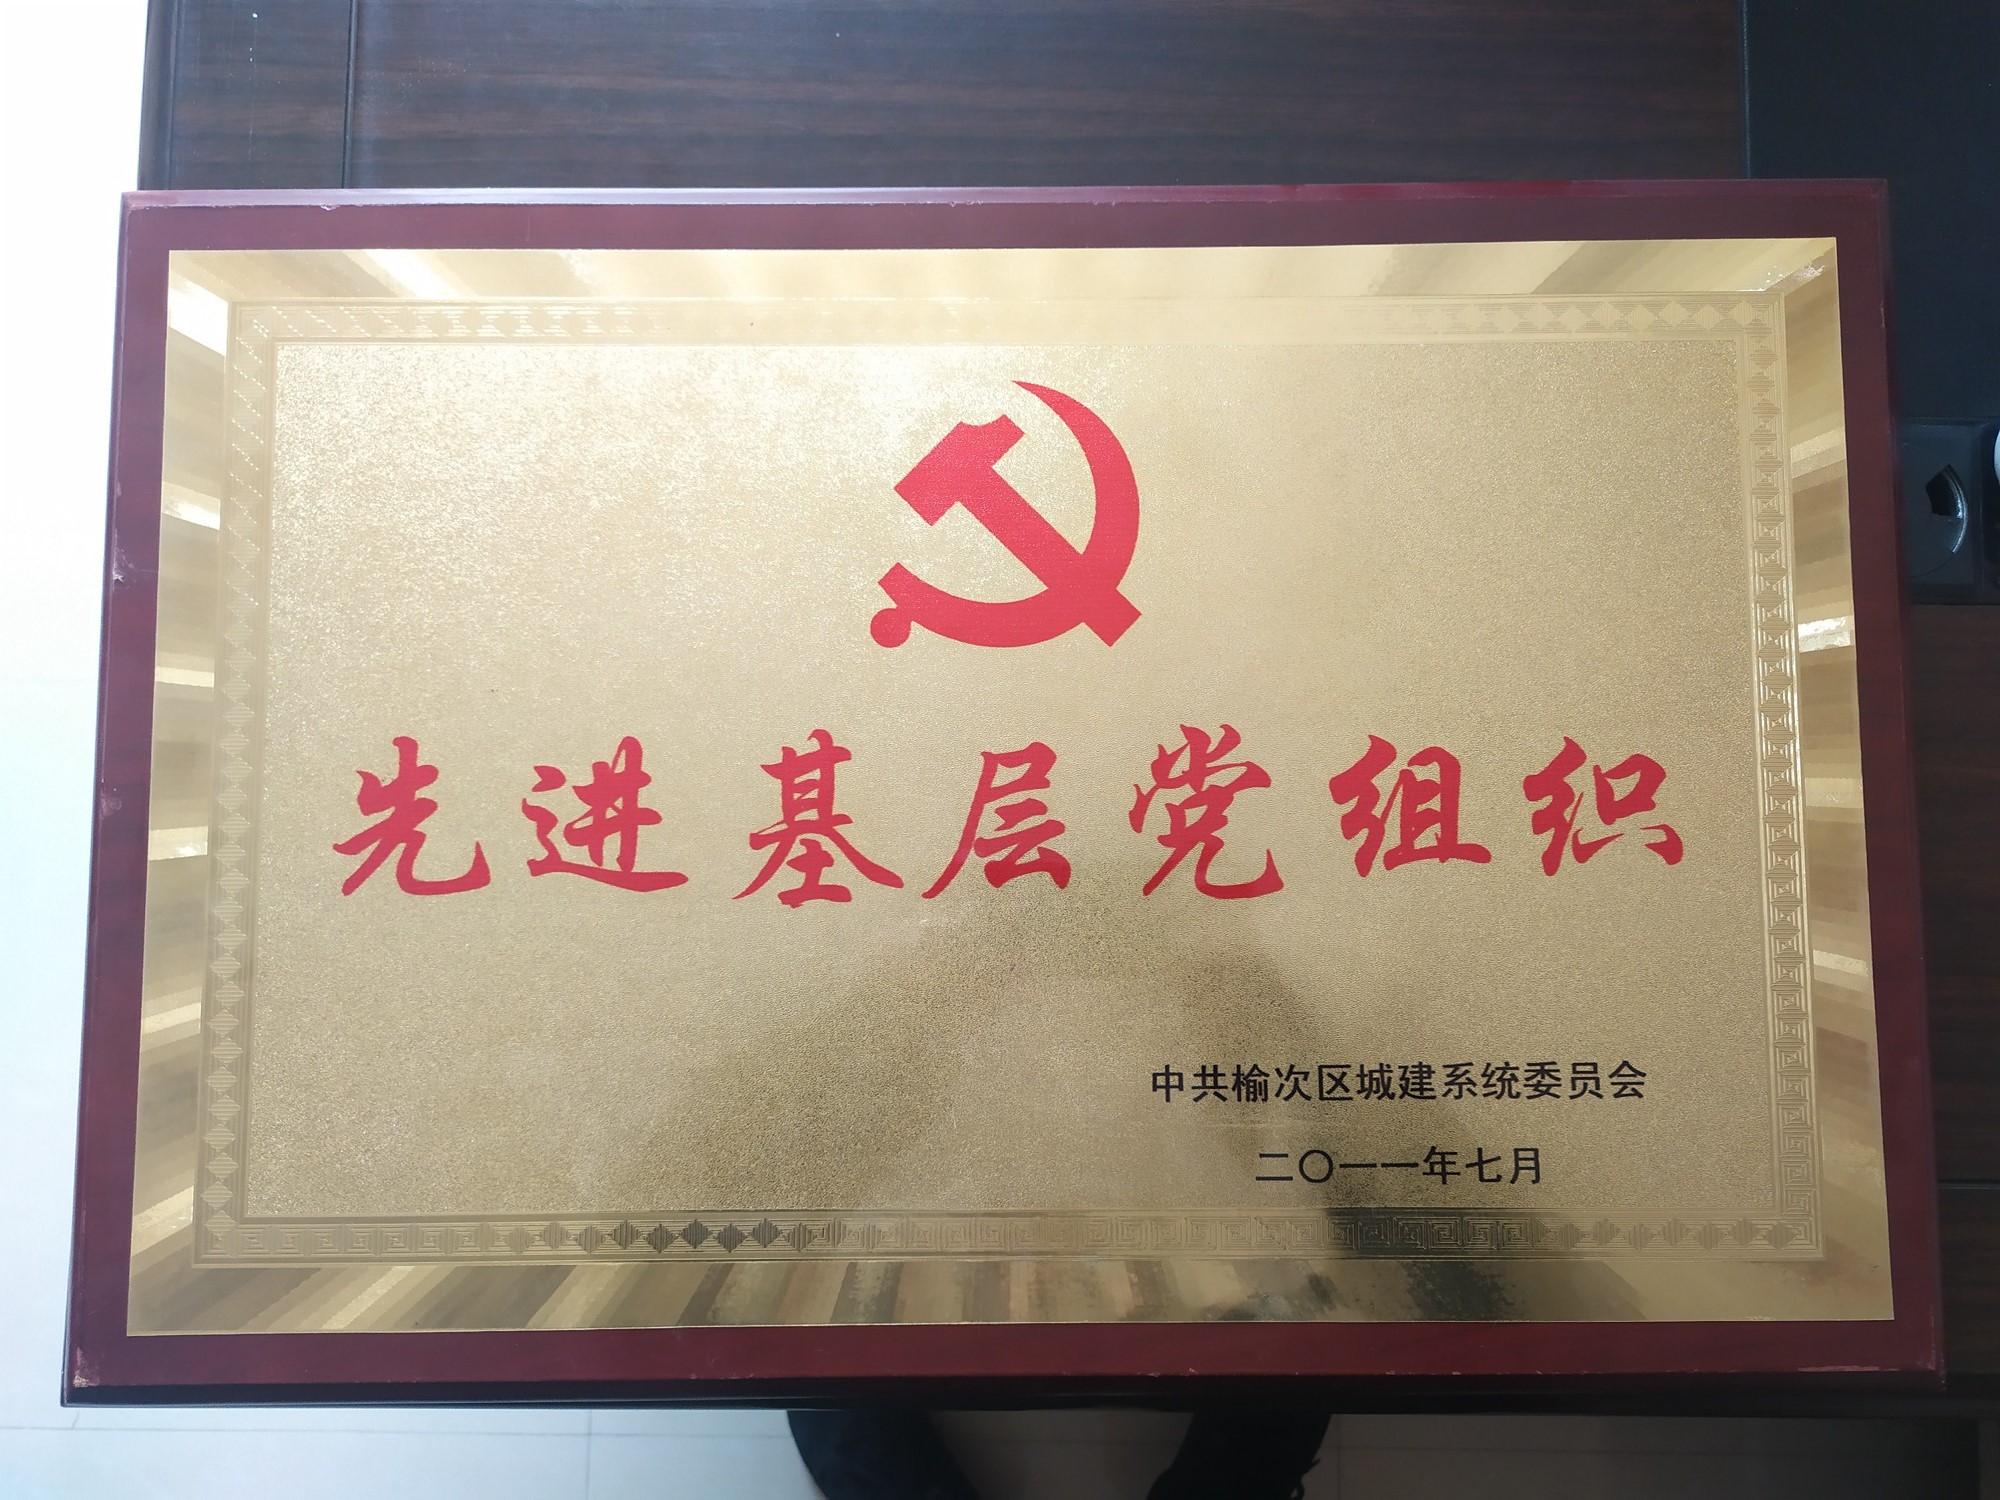 先进基层党组织
中共榆次区城建系统委员会
二〇一一年七月